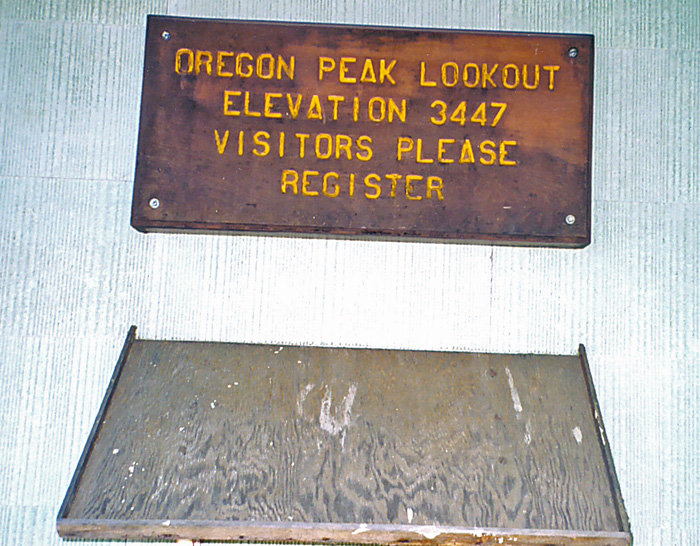 OREGON PEAK LOOKOUT
ELEVATION 3447
VISITORS PLEASE
REGISTER